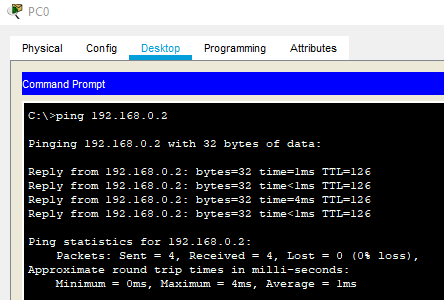 PC0
Physical Config Desktop Programming Attributes
Command Prompt
C:\>ping 192.168.0.2
Pinging 192.168.0.2 with 32 bytes of data:
Reply from 192.168.0.2: bytes=32 time=1ms TTL=126
Reply from 192.168.0.2: bytes=32 time<1ms TTL=126
Reply from 192.168.0.2: bytes=32 time=4ms TTL=126
Reply from 192.168.0.2: bytes=32 time<1ms TTL=126
Ping statistics for 192.168.0.2:
Packets: Sent = 4, Received = 4, Lost = 0 (0% loss),
Approximate round trip times in milli-seconds:
Minimum = 0ms, Maximum = 4ms, Average = 1ms